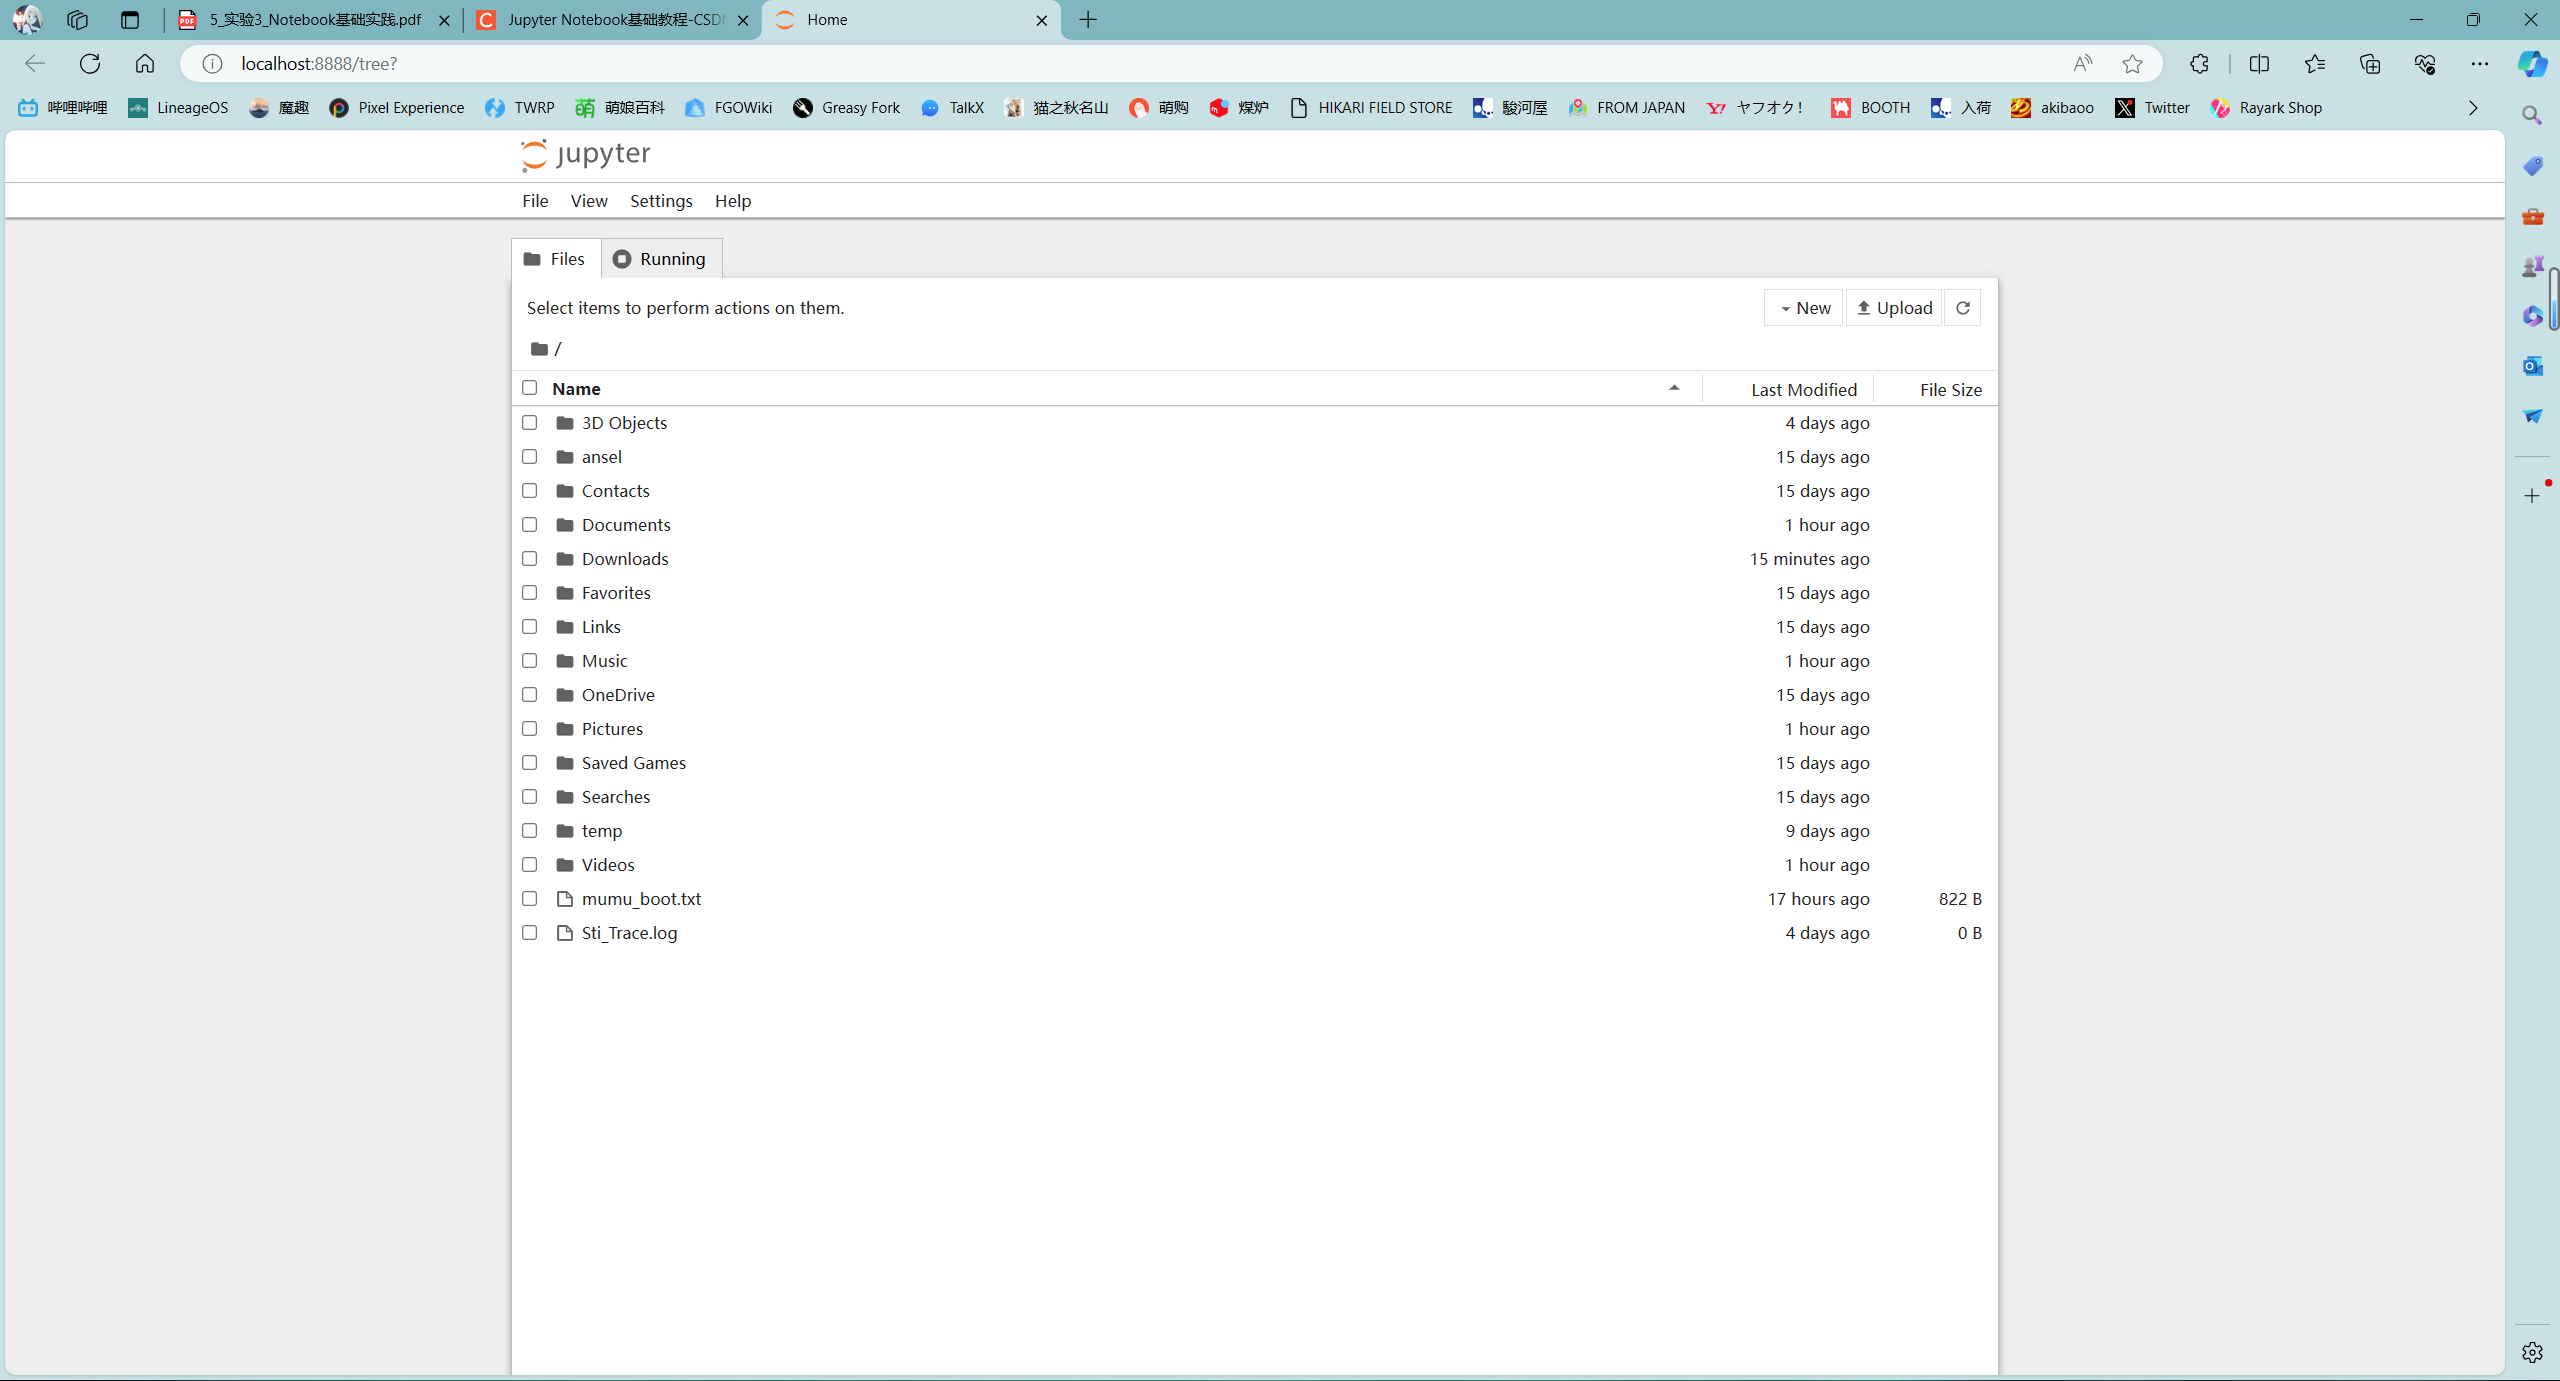 5_实验3_Notebook基础实践.pdf
Jupyter Notebook基础教程-CSD
Home
localhost:8888/tree?
哔哩哔哩 LineageOS 魔趣 Pixel Experience TWRP 萌娘百科 FGOWiki Greasy Fork TalkX 猫之秋名山 萌购 煤炉 HIKARI FIELD STORE 駿河屋 FROM JAPAN ヤフオク! BOOTH 入荷 akibaoo Twitter Rayark Shop
jupyter
File View Settings Help
Files Running
Select items to perform actions on them. New Upload
/
Name Last Modified File Size
3D Objects 4 days ago
ansel 15 days ago
Contacts 15 days ago
Documents 1 hour ago
Downloads 15 minutes ago
Favorites 15 days ago
Links 15 days ago
Music 1 hour ago
OneDrive 15 days ago
Pictures 1 hour ago
Saved Games 15 days ago
Searches 15 days ago
temp 9 days ago
Videos 1 hour ago
mumu_boot.txt 17 hours ago 822 B
Sti_Trace.log 4 days ago 0 B